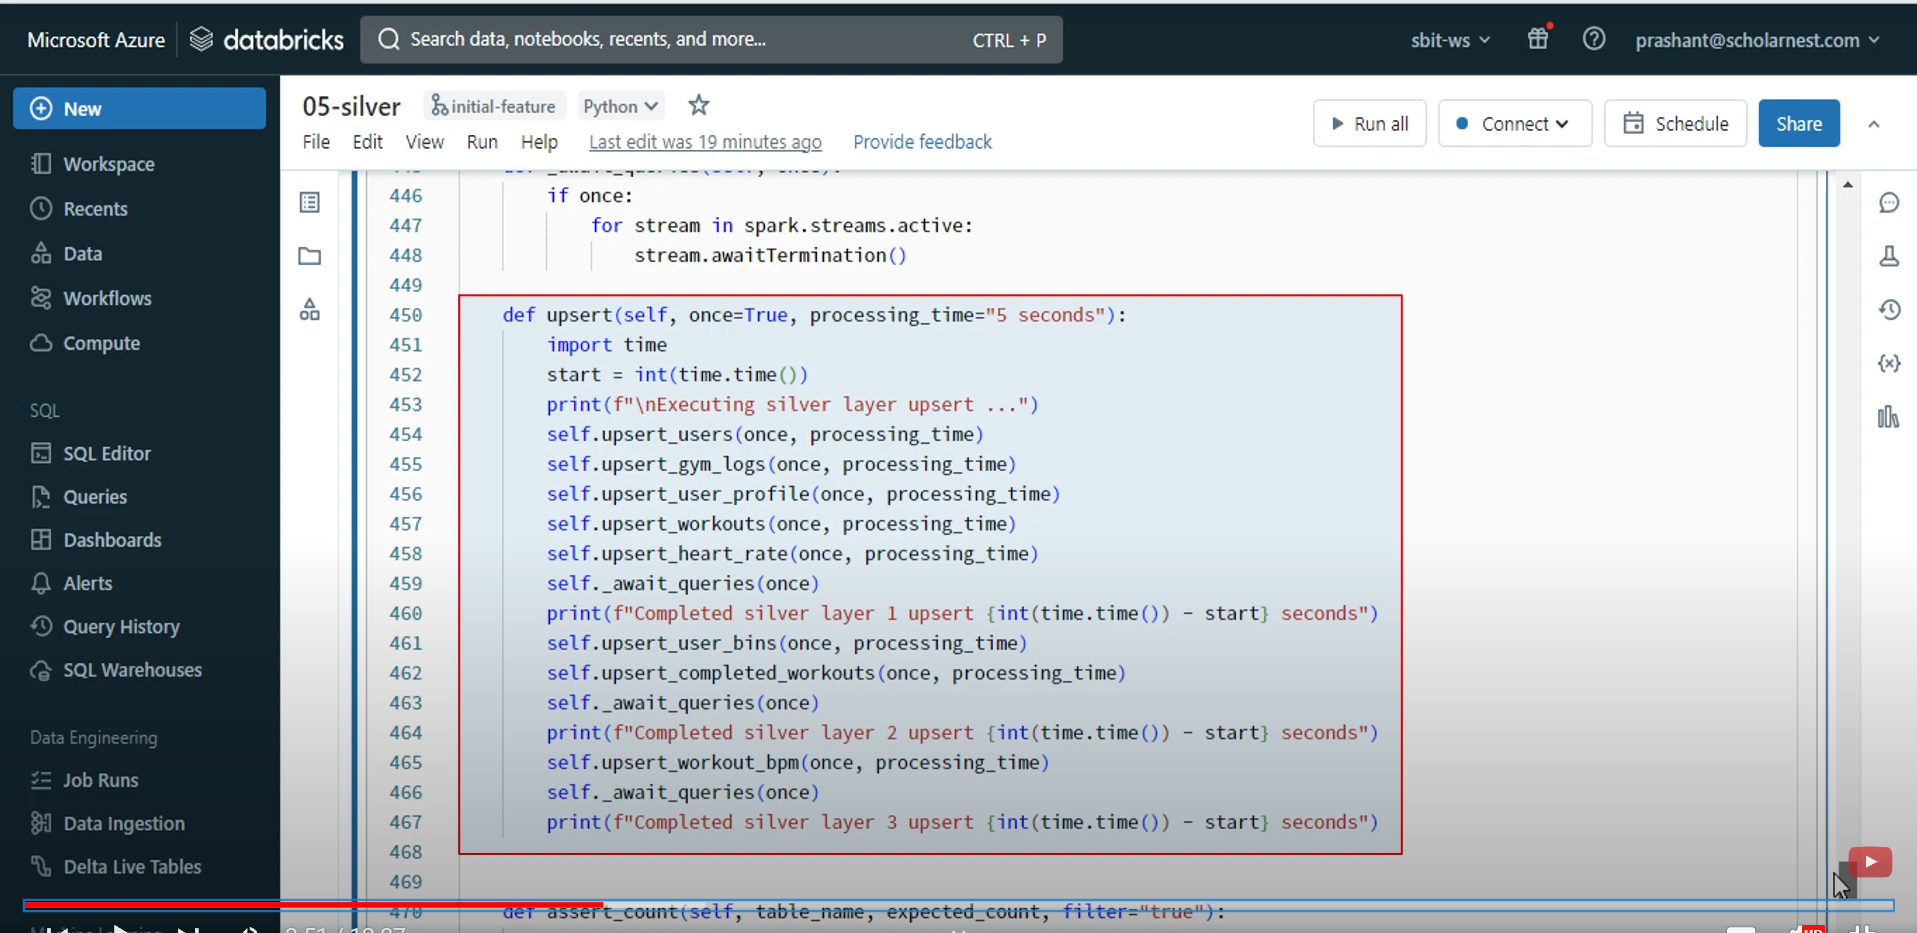 Microsoft Azure databricks Search data, notebooks, recents, and more... CTRL + P sbit-ws prashant@scholarnest.com
New
Workspace
Recents
Data
Workflows
Compute
SQL
SQL Editor
Queries
Dashboards
Alerts
Query History
SQL Warehouses
Data Engineering
Job Runs
Data Ingestion
Delta Live Tables
05-silver initial-feature Python
File Edit View Run Help Last edit was 19 minutes ago Provide feedback
Run all Connect Schedule Share
446 if once:
447 for stream in spark.streams.active:
448 stream.awaitTermination()
449
450 def upsert(self, once=True, processing_time="5 seconds"):
451 import time
452 start = int(time.time())
453 print(f"\nExecuting silver layer upsert ...")
454 self.upsert_users(once, processing_time)
455 self.upsert_gym_logs(once, processing_time)
456 self.upsert_user_profile(once, processing_time)
457 self.upsert_workouts(once, processing_time)
458 self.upsert_heart_rate(once, processing_time)
459 self._await_queries(once)
460 print(f"Completed silver layer 1 upsert {int(time.time()) - start} seconds")
461 self.upsert_user_bins(once, processing_time)
462 self.upsert_completed_workouts(once, processing_time)
463 self._await_queries(once)
464 print(f"Completed silver layer 2 upsert {int(time.time()) - start} seconds")
465 self.upsert_workout_bpm(once, processing_time)
466 self._await_queries(once)
467 print(f"Completed silver layer 3 upsert {int(time.time()) - start} seconds")
468
469
470 def assert_count(self, table_name, expected_count, filter="true"):